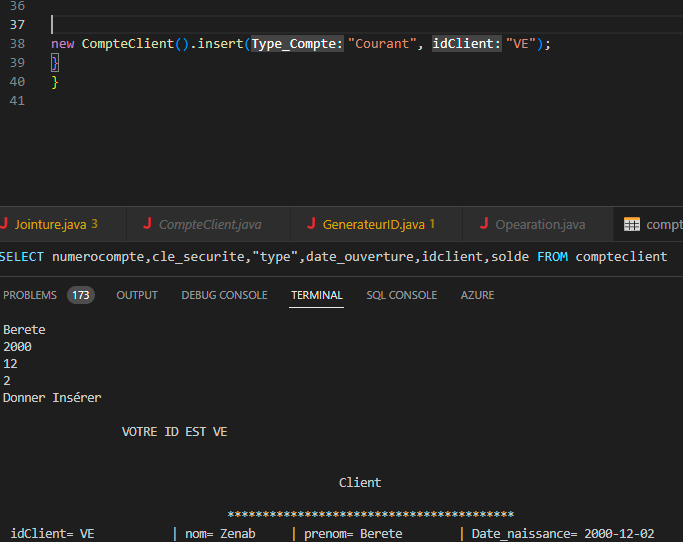 36
37
38 new CompteClient().insert(Type_Compte: "Courant", idClient: "VE");
39 }
40 }
41
Jointure.java 3 CompteClient.java GenerateurID.java 1 Opearation.java compt
SELECT numerocompte,cle_securite,"type",date_ouverture,idclient,solde FROM compteclient
PROBLEMS 173 OUTPUT DEBUG CONSOLE TERMINAL SQL CONSOLE AZURE
Berete
2000
12
2
Donner Insérer
VOTRE ID EST VE
Client
*****************************************
idClient= VE | nom= Zenab | prenom= Berete | Date_naissance= 2000-12-02